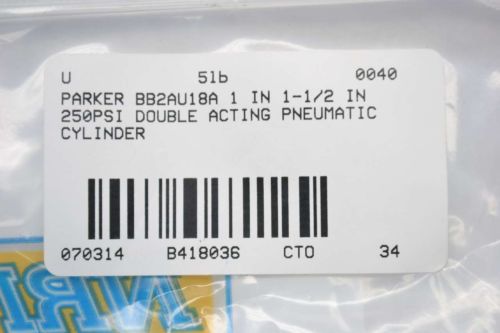 U 51b 0040
PARKER BB2AU18A 1 IN 1-1/2 IN
250PSI DOUBLE ACTING PNEUMATIC
CYLINDER
070314 B418036 CTO 34